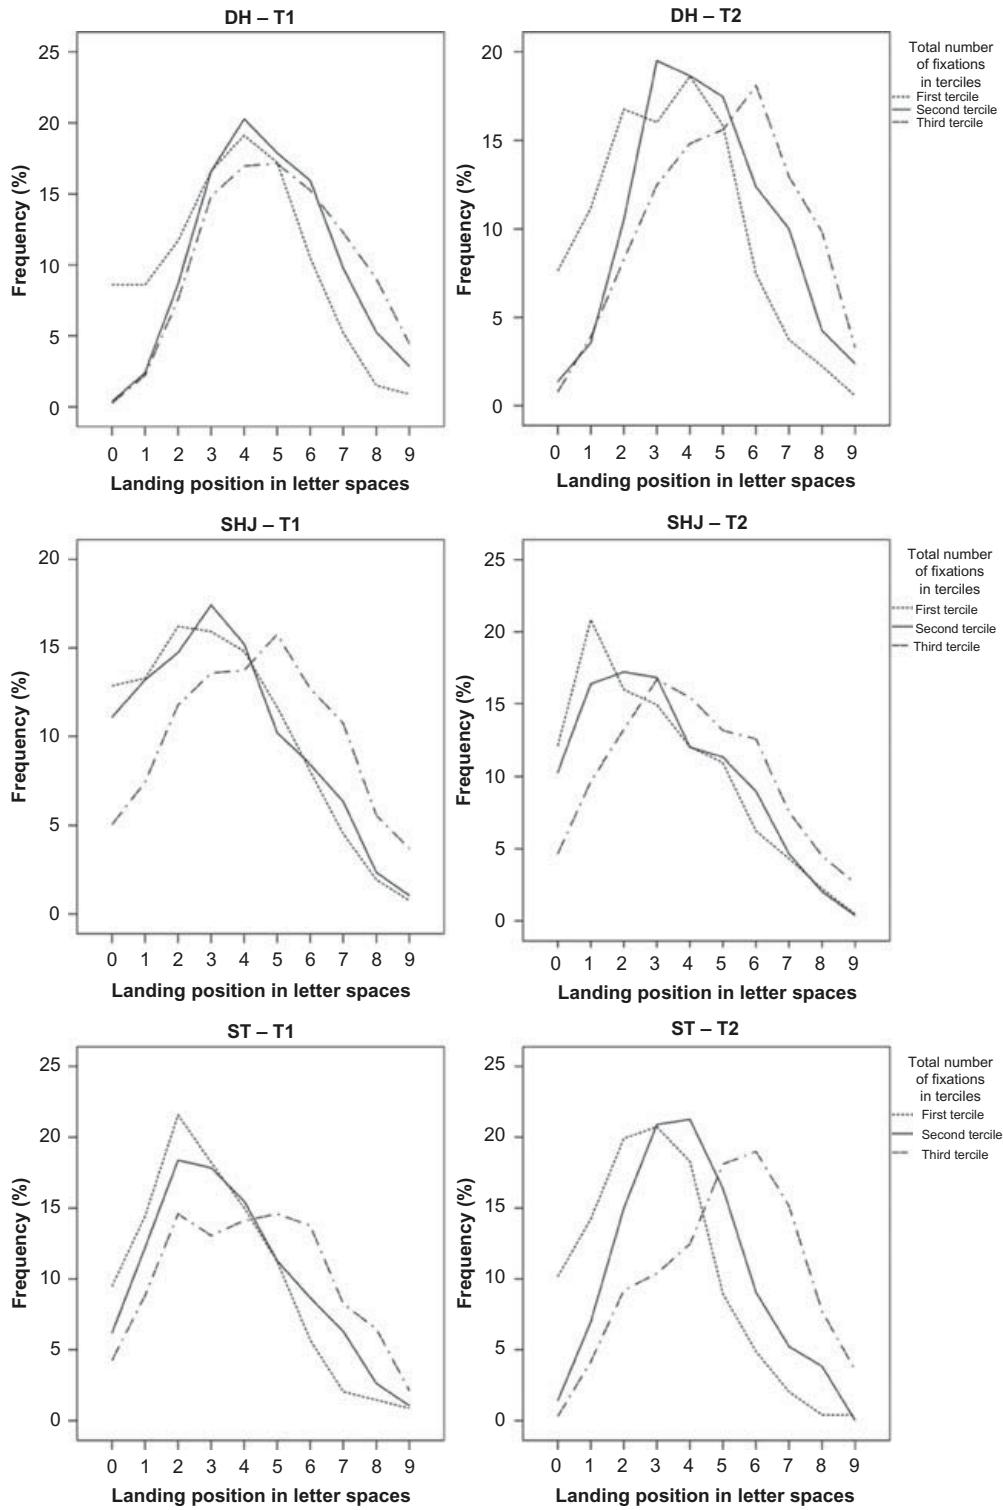 DH – T1
25
20
15
10
5
0
Frequency (%)
0 1 2 3 4 5 6 7 8 9
Landing position in letter spaces
DH – T2
20
15
10
5
0
Frequency (%)
0 1 2 3 4 5 6 7 8 9
Landing position in letter spaces
Total number
of fixations
in terciles
First tercile
Second tercile
Third tercile
SHJ – T1
20
15
10
5
0
Frequency (%)
0 1 2 3 4 5 6 7 8 9
Landing position in letter spaces
SHJ – T2
25
20
15
10
5
0
Frequency (%)
0 1 2 3 4 5 6 7 8 9
Landing position in letter spaces
Total number
of fixations
in terciles
First tercile
Second tercile
Third tercile
ST – T1
25
20
15
10
5
0
Frequency (%)
0 1 2 3 4 5 6 7 8 9
Landing position in letter spaces
ST – T2
25
20
15
10
5
0
Frequency (%)
0 1 2 3 4 5 6 7 8 9
Landing position in letter spaces
Total number
of fixations
in terciles
First tercile
Second tercile
Third tercile